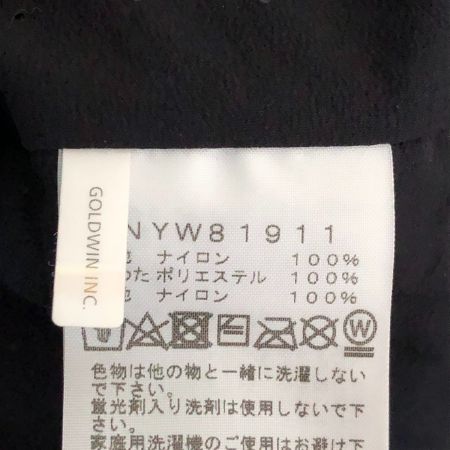 GOLDWIN INC.
NYW81911
ナイロン 100%
わた ポリエステル 100%
ナイロン 100%
W
色物は他の物と一緒に洗濯しない
で下さい。
蛍光剤入り洗剤は使用しないで下
さい。
家庭用洗濯機のご使用はお避け下